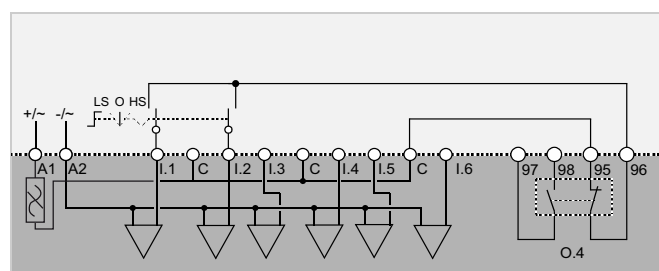 LS O HS
+/~ -/~
A1 A2 I.1 C I.2 I.3 C I.4 I.5 C I.6 97 98 95 96
O.4